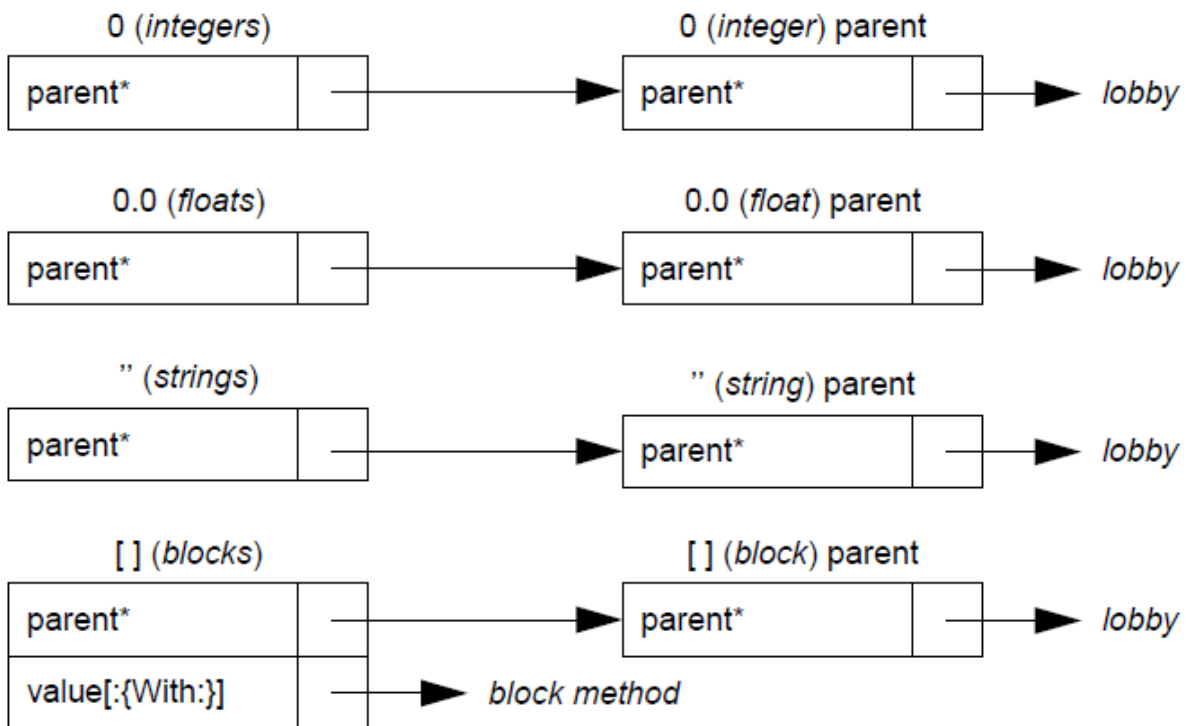 0 (integers) 0 (integer) parent
parent* parent* lobby
0.0 (floats) 0.0 (float) parent
parent* parent* lobby
’’ (strings) ’’ (string) parent
parent* parent* lobby
[ ] (blocks) [ ] (block) parent
parent* parent* lobby
value[:{With:}] block method